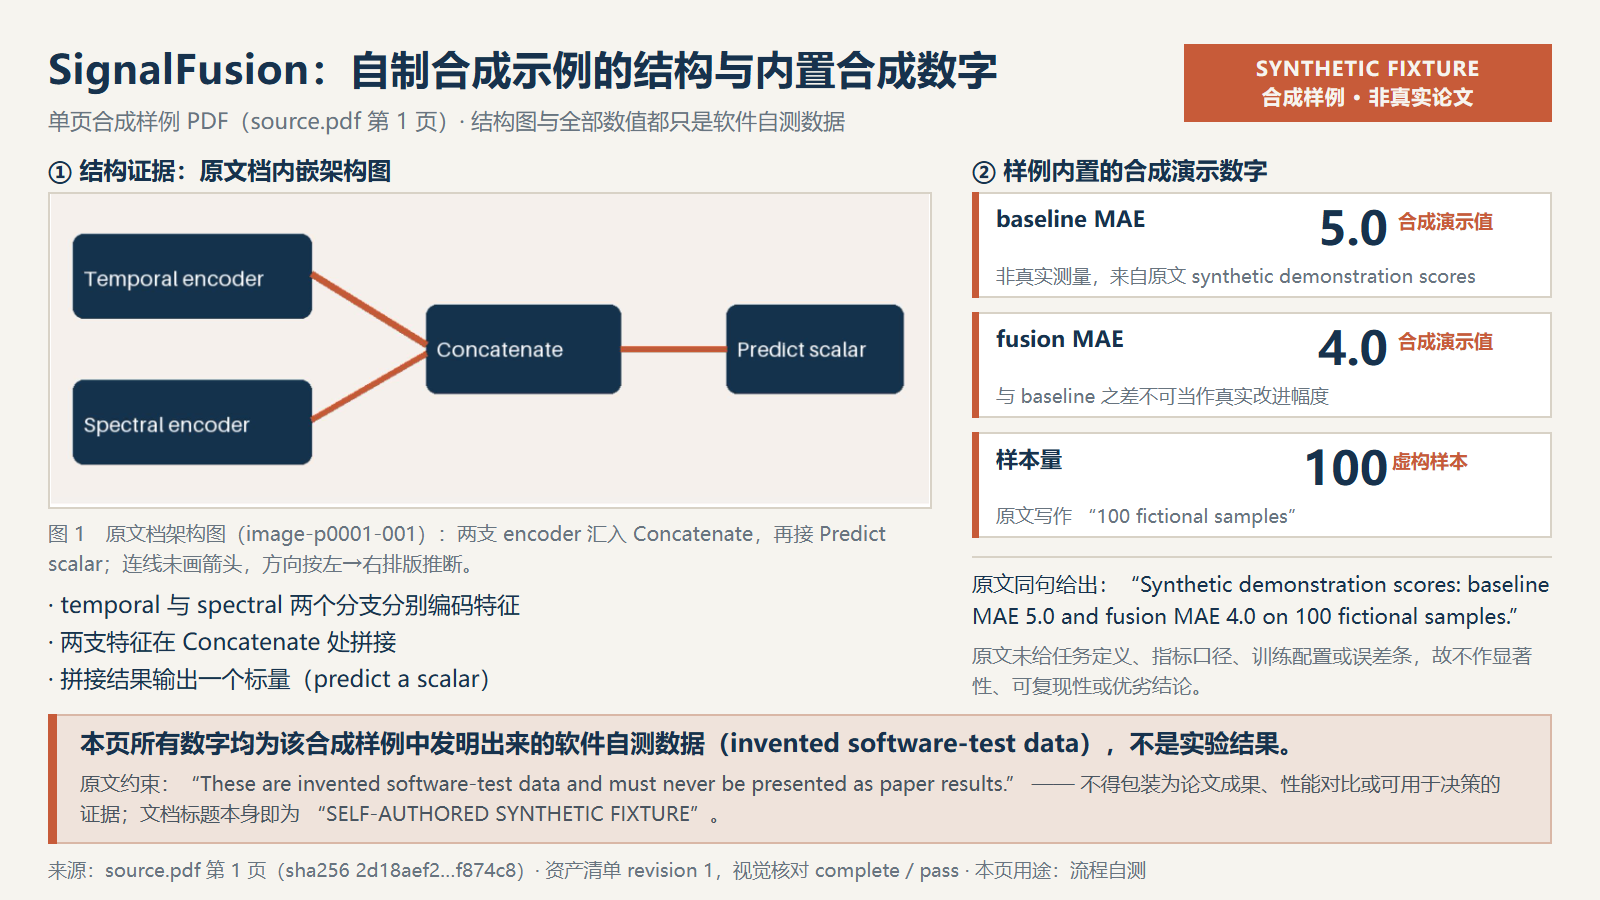 SignalFusion：自制合成示例的结构与内置合成数字
SYNTHETIC FIXTURE
合成样例 • 非真实论文
单页合成样例 PDF（source.pdf 第 1 页）· 结构图与全部数值都只是软件自测数据
① 结构证据：原文档内嵌架构图
Temporal encoder
Spectral encoder
Concatenate
Predict scalar
图 1　原文档架构图（image-p0001-001）：两支 encoder 汇入 Concatenate，再接 Predict
scalar；连线未画箭头，方向按左→右排版推断。
· temporal 与 spectral 两个分支分别编码特征
· 两支特征在 Concatenate 处拼接
· 拼接结果输出一个标量（predict a scalar）
② 样例内置的合成演示数字
baseline MAE
5.0 合成演示值
非真实测量，来自原文 synthetic demonstration scores
fusion MAE
4.0 合成演示值
与 baseline 之差不可当作真实改进幅度
样本量
100 虚构样本
原文写作 “100 fictional samples”
原文同句给出：“Synthetic demonstration scores: baseline
MAE 5.0 and fusion MAE 4.0 on 100 fictional samples.”
原文未给任务定义、指标口径、训练配置或误差条，故不作显著
性、可复现性或优劣结论。
本页所有数字均为该合成样例中发明出来的软件自测数据（invented software-test data），不是实验结果。
原文约束：“These are invented software-test data and must never be presented as paper results.” —— 不得包装为论文成果、性能对比或可用于决策的
证据；文档标题本身即为 “SELF-AUTHORED SYNTHETIC FIXTURE”。
来源：source.pdf 第 1 页（sha256 2d18aef2…f874c8）· 资产清单 revision 1，视觉核对 complete / pass · 本页用途：流程自测